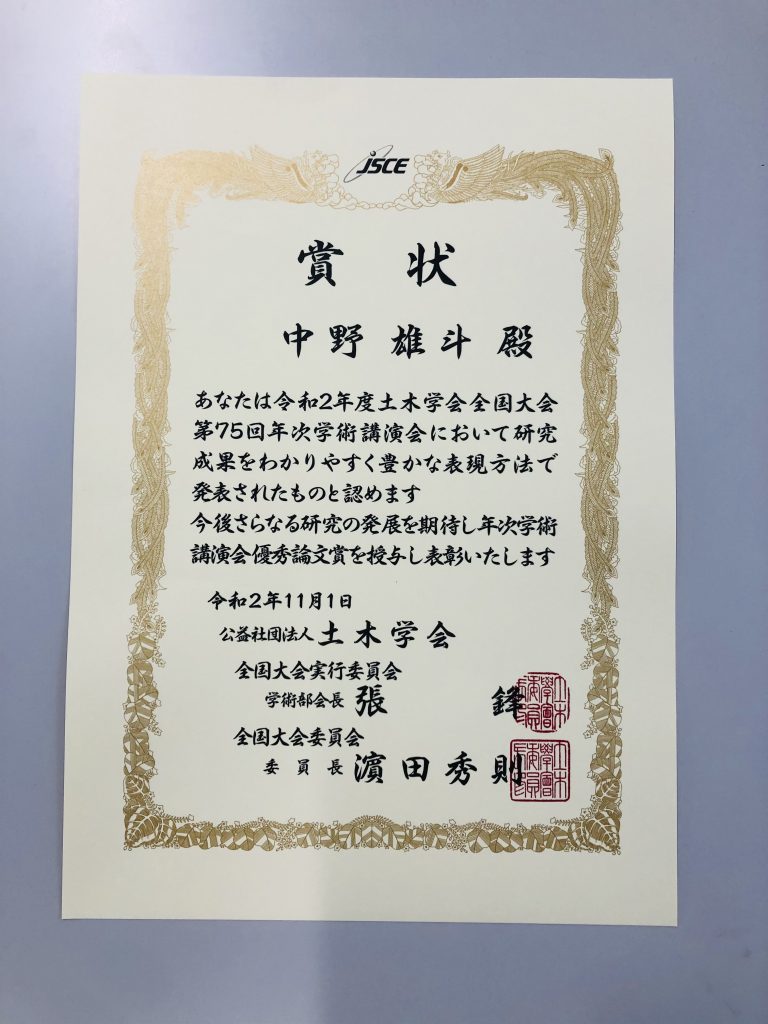 JSCE
賞状
中野 雄斗 殿
あなたは令和2年度土木学会全国大会
第75回年次学術講演会において研究
成果をわかりやすく豊かな表現方法で
発表されたものと認めます
今後さらなる研究の発展を期待し年次学術
講演会優秀論文賞を授与し表彰いたします
令和2年11月1日
公益社団法人 土木学会
全国大会実行委員会
学術部会長 張 鋒
全国大会委員会
委員長 濵田秀則